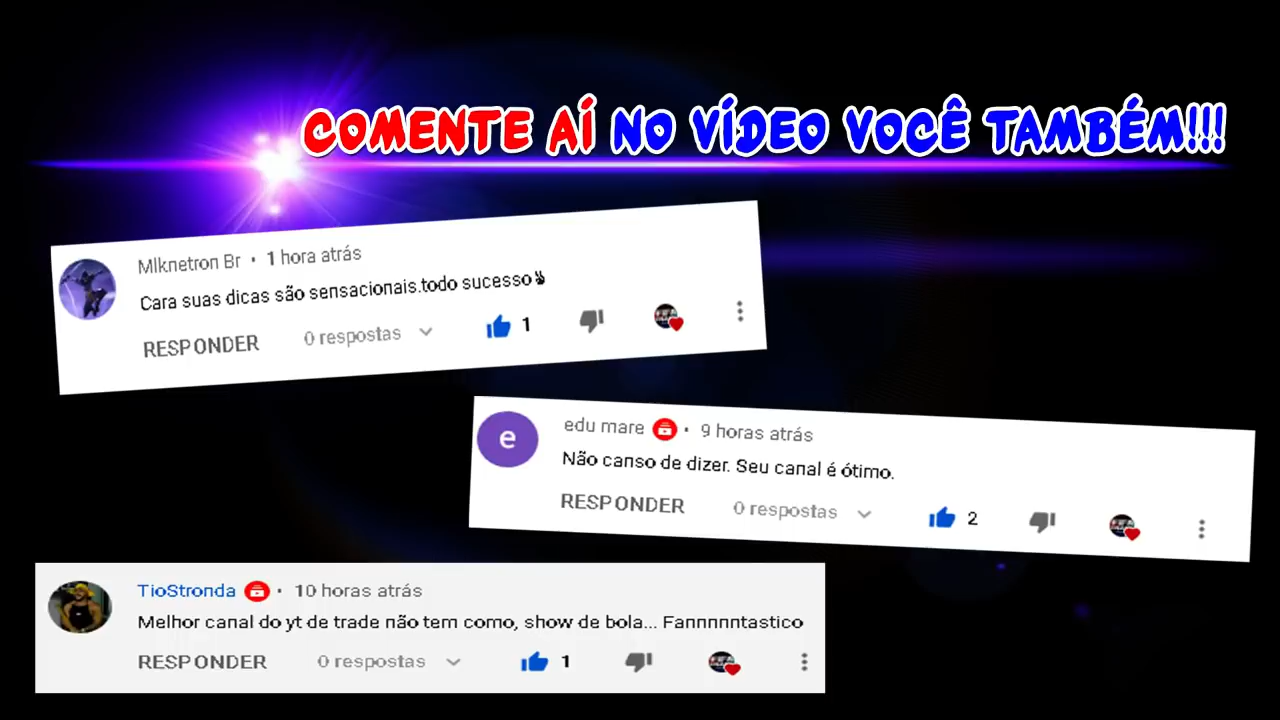 COMENTE AÍ NO VÍDEO VOCÊ TAMBÉM!!!
Mlknetron Br • 1 hora atrás
Cara suas dicas são sensacionais.todo sucesso✌
RESPONDER 0 respostas 1
e edu mare • 9 horas atrás
Não canso de dizer. Seu canal é ótimo.
RESPONDER 0 respostas 2
TioStronda • 10 horas atrás
Melhor canal do yt de trade não tem como, show de bola... Fannnnntastico
RESPONDER 0 respostas 1